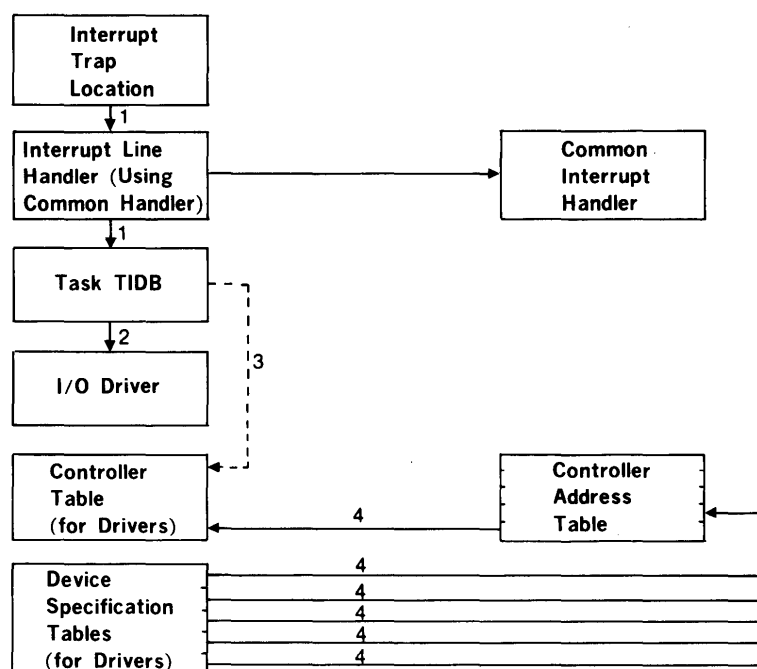 Interrupt
Trap
Location
1
Interrupt Line
Handler (Using
Common Handler)
Common
Interrupt
Handler
1
Task TIDB
2
3
I/O Driver
Controller
Table
(for Drivers)
4
Controller
Address
Table
Device
Specification
Tables
(for Drivers)
4
4
4
4
4